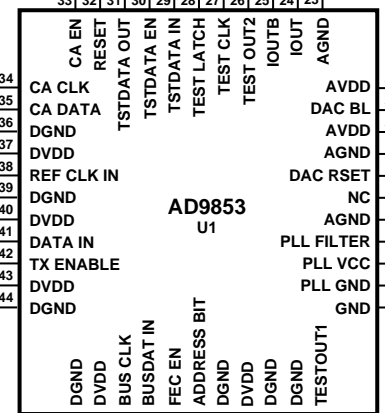 33 32 31 30 29 28 27 26 25 24 23
CA EN
RESET
TSTDATA OUT
TSTDATA EN
TSTDATA IN
TEST LATCH
TEST CLK
TEST OUT2
IOUTB
IOUT
AGND
34 CA CLK
35 CA DATA
36 DGND
37 DVDD
38 REF CLK IN
39 DGND
40 DVDD
41 DATA IN
42 TX ENABLE
43 DVDD
44 DGND
AD9853
U1
AVDD
DAC BL
AVDD
AGND
DAC RSET
NC
AGND
PLL FILTER
PLL VCC
PLL GND
GND
DGND
DVDD
BUS CLK
BUSDAT IN
FEC EN
ADDRESS BIT
DGND
DVDD
DGND
DGND
TESTOUT1